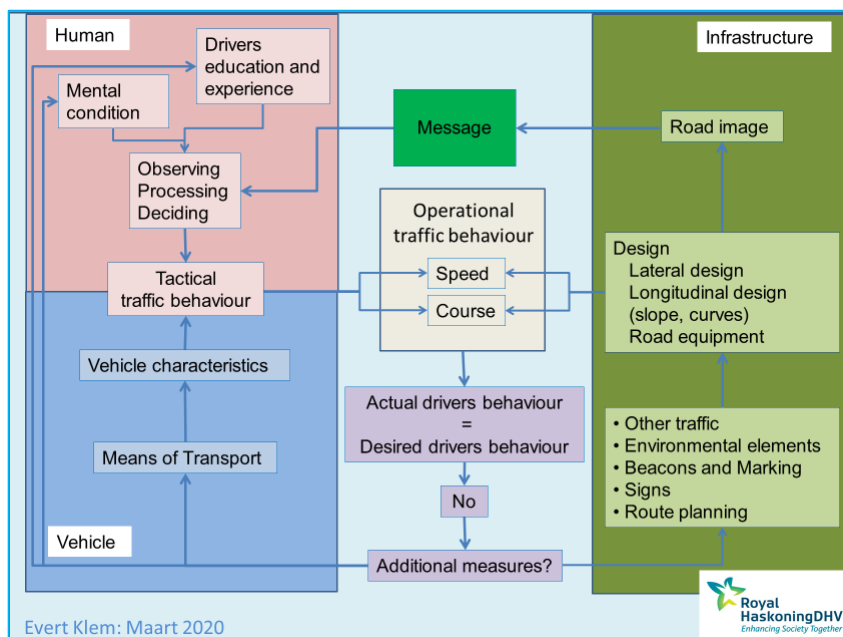 Human
Drivers
education and
experience
Mental
condition
Observing
Processing
Deciding
Tactical
traffic behaviour
Vehicle characteristics
Means of Transport
Vehicle
Message
Operational
traffic behaviour
Speed
Course
Actual drivers behaviour
=
Desired drivers behaviour
No
Additional measures?
Infrastructure
Road image
Design
Lateral design
Longitudinal design
(slope, curves)
Road equipment
• Other traffic
• Environmental elements
• Beacons and Marking
• Signs
• Route planning
Evert Klem: Maart 2020
Royal
HaskoningDHV
Enhancing Society Together